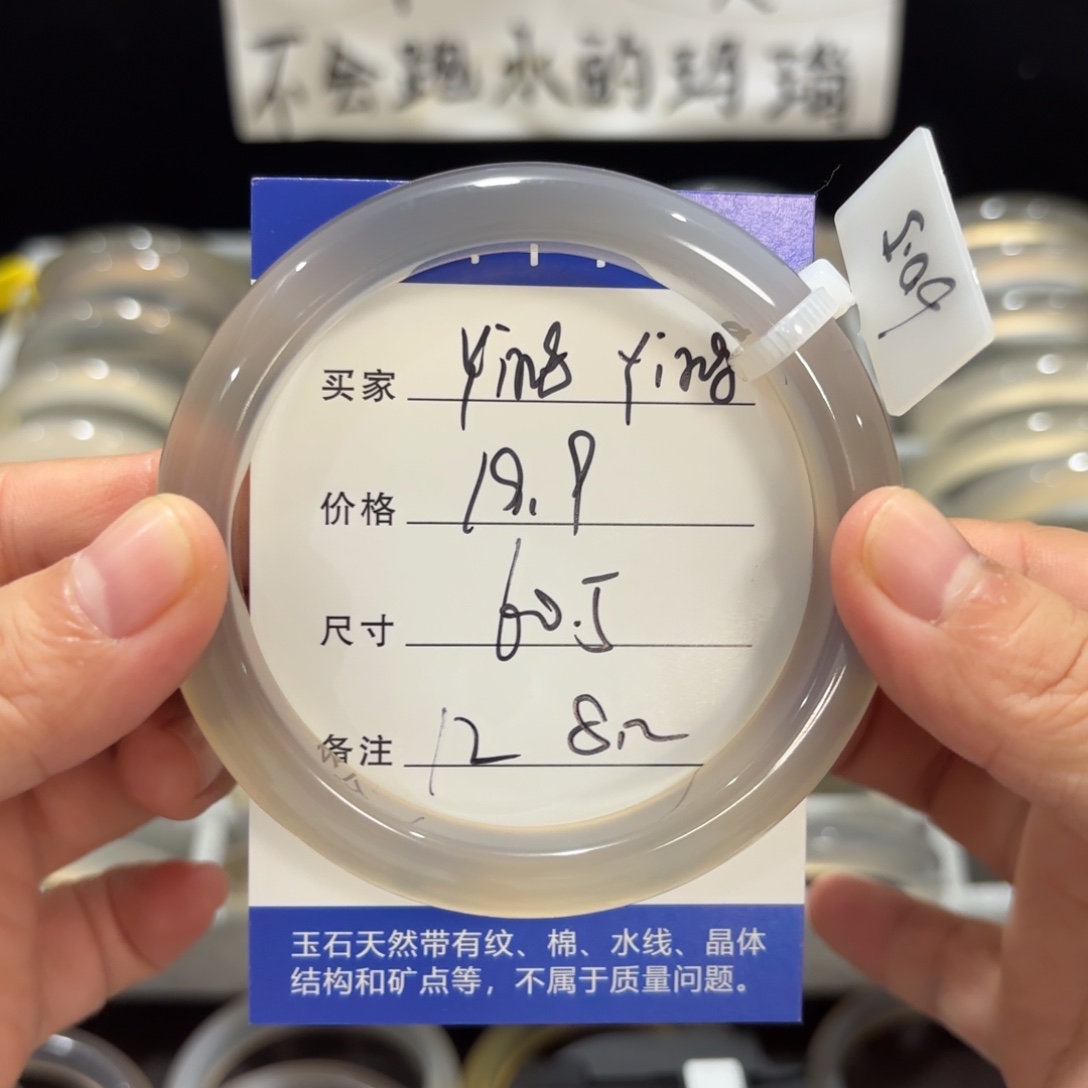 不会跑水的玛瑙
买家 Ying Ying
价格 19.9
尺寸 60.5
备注 12 8.2
玉石天然带有纹、棉、水线、晶体
结构和矿点等，不属于质量问题。